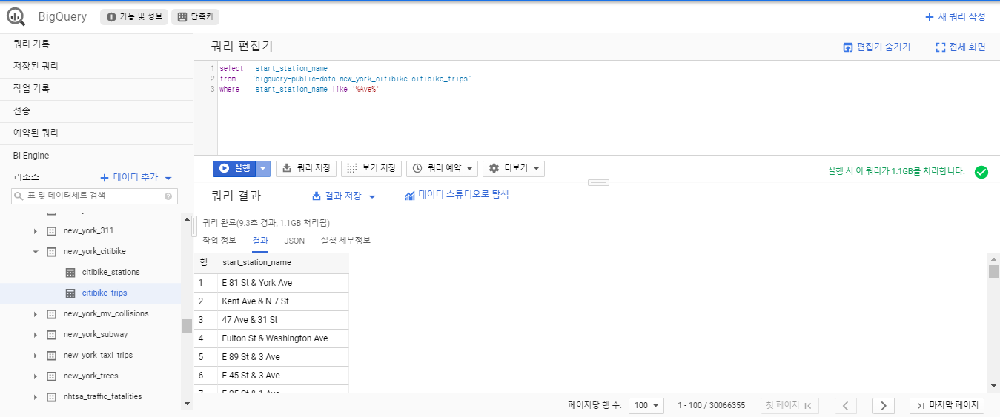 BigQuery 기능 및 정보 단축키 새 쿼리 작성
쿼리 기록
저장된 쿼리
작업 기록
전송
예약된 쿼리
BI Engine
리소스 데이터 추가
표 및 데이터세트 검색
new_york_311
new_york_citibike
citibike_stations
citibike_trips
new_york_mv_collisions
new_york_subway
new_york_taxi_trips
new_york_trees
nhtsa_traffic_fatalities
쿼리 편집기 편집기 숨기기 전체 화면
1 select start_station_name
2 from `bigquery-public-data.new_york_citibike.citibike_trips`
3 where start_station_name like '%Ave%'
실행 쿼리 저장 보기 저장 쿼리 예약 더보기 실행 시 이 쿼리가 1.1GB를 처리합니다.
쿼리 결과 결과 저장 데이터 스튜디오로 탐색
쿼리 완료(9.3초 경과, 1.1GB 처리됨)
작업 정보 결과 JSON 실행 세부정보
행 start_station_name
1 E 81 St & York Ave
2 Kent Ave & N 7 St
3 47 Ave & 31 St
4 Fulton St & Washington Ave
5 E 89 St & 3 Ave
6 E 45 St & 3 Ave
페이지당 행 수: 100 1 - 100 / 30066355 첫 페이지 마지막 페이지